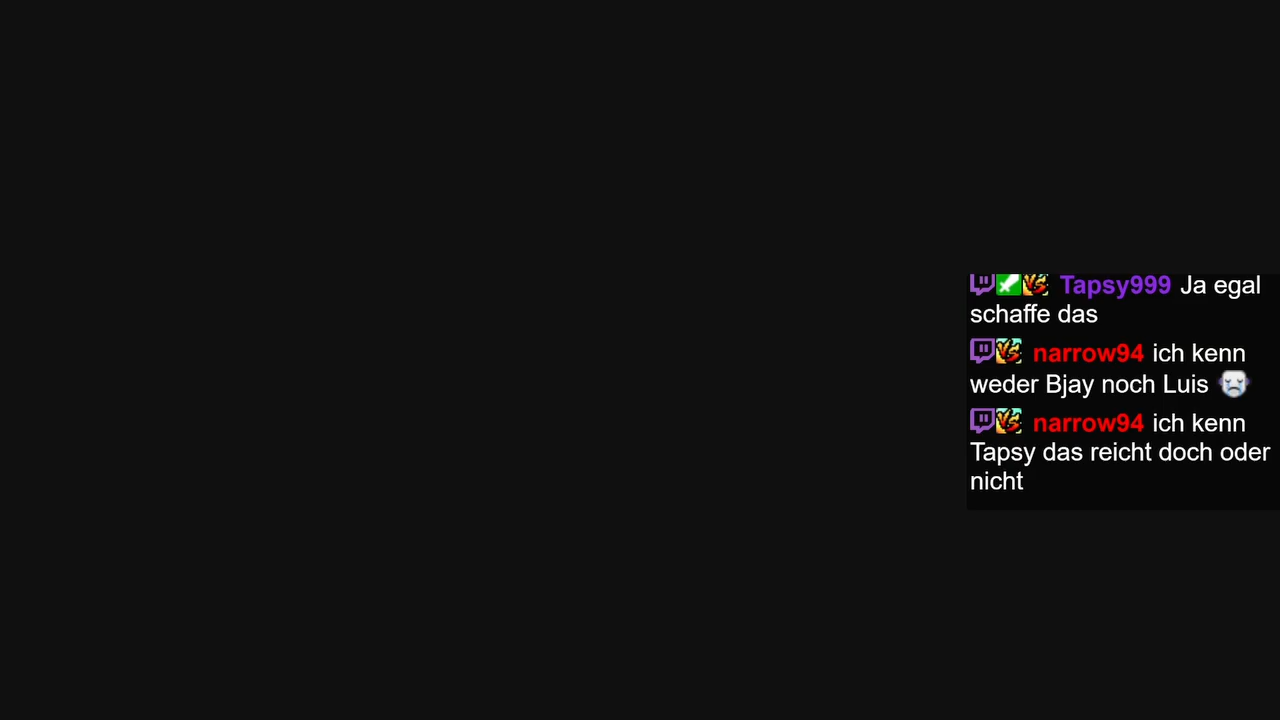 Tapsy999 Ja egal
schaffe das
narrow94 ich kenn
weder Bjay noch Luis
narrow94 ich kenn
Tapsy das reicht doch oder
nicht